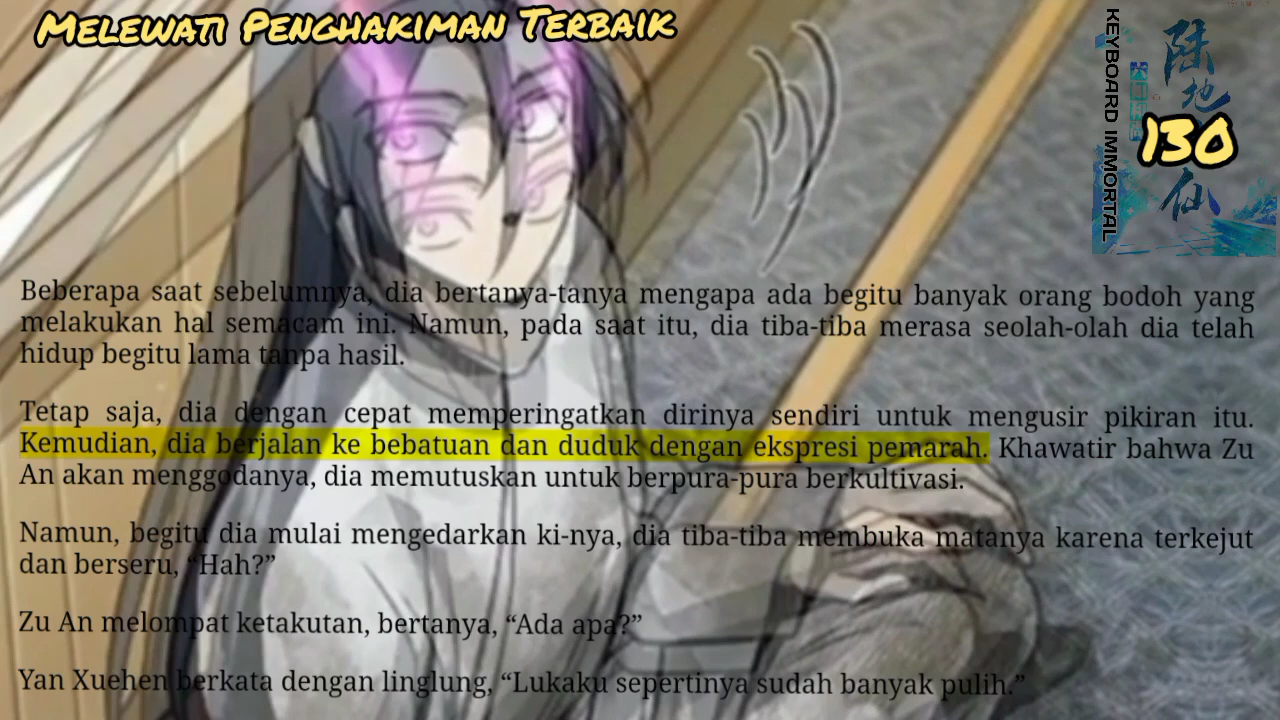 Melewati Penghakiman Terbaik
KEYBOARD IMMORTAL
陆地
仙
130
Beberapa saat sebelumnya, dia bertanya-tanya mengapa ada begitu banyak orang bodoh yang
melakukan hal semacam ini. Namun, pada saat itu, dia tiba-tiba merasa seolah-olah dia telah
hidup begitu lama tanpa hasil.
Tetap saja, dia dengan cepat memperingatkan dirinya sendiri untuk mengusir pikiran itu.
Kemudian, dia berjalan ke bebatuan dan duduk dengan ekspresi pemarah. Khawatir bahwa Zu
An akan menggodanya, dia memutuskan untuk berpura-pura berkultivasi.
Namun, begitu dia mulai mengedarkan ki-nya, dia tiba-tiba membuka matanya karena terkejut
dan berseru, “Hah?”
Zu An melompat ketakutan, bertanya, “Ada apa?”
Yan Xuehen berkata dengan linglung, “Lukaku sepertinya sudah banyak pulih.”